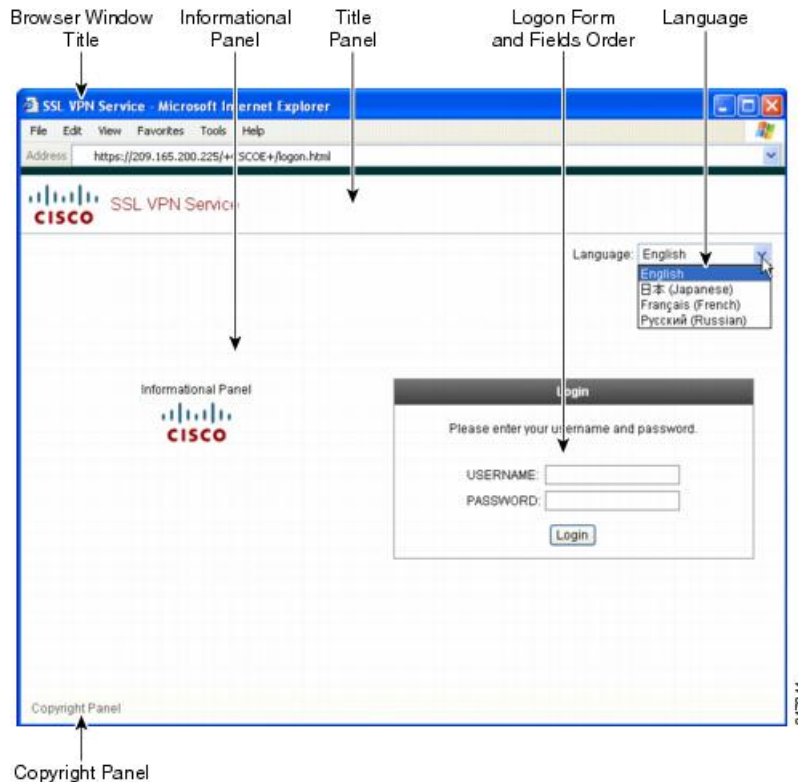 Browser Window Title
Informational Panel
Title Panel
Logon Form and Fields Order
Language
SSL VPN Service - Microsoft Internet Explorer
File Edit View Favorites Tools Help
Address https://209.165.200.225/+CSCOE+/logon.html
CISCO SSL VPN Service
Language: English
English
日本 (Japanese)
Français (French)
Русский (Russian)
Informational Panel
CISCO
Login
Please enter your username and password.
USERNAME:
PASSWORD:
Login
Copyright Panel
Copyright Panel